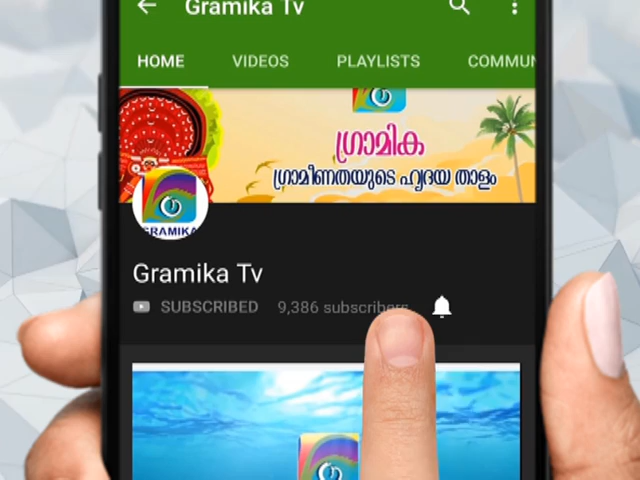 Gramika Tv
HOME VIDEOS PLAYLISTS COMMUN
ഗ്രാമിക
ഗ്രാമീണതയുടെ ഹൃദയ താളം
GRAMIKA
Gramika Tv
SUBSCRIBED 9,386 subscribers